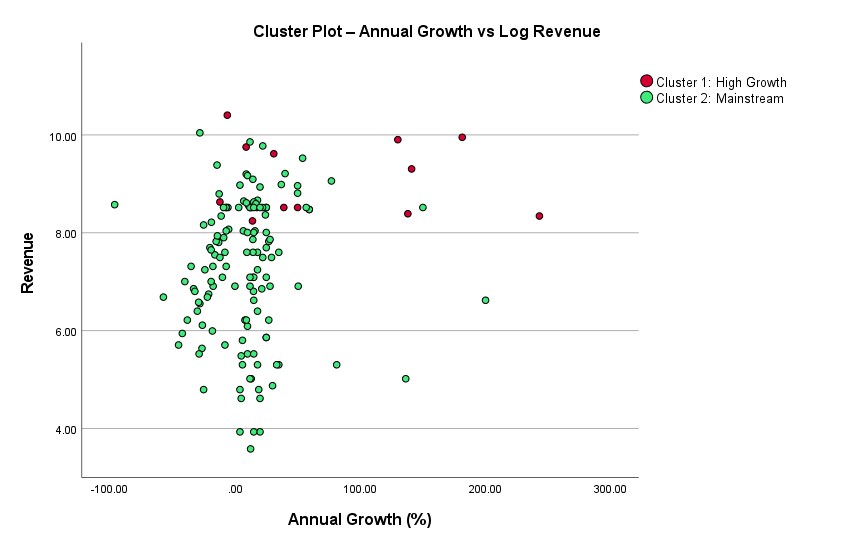 Cluster Plot – Annual Growth vs Log Revenue
Cluster 1: High Growth
Cluster 2: Mainstream
10.00
8.00
6.00
4.00
Revenue
-100.00
.00
100.00
200.00
300.00
Annual Growth (%)